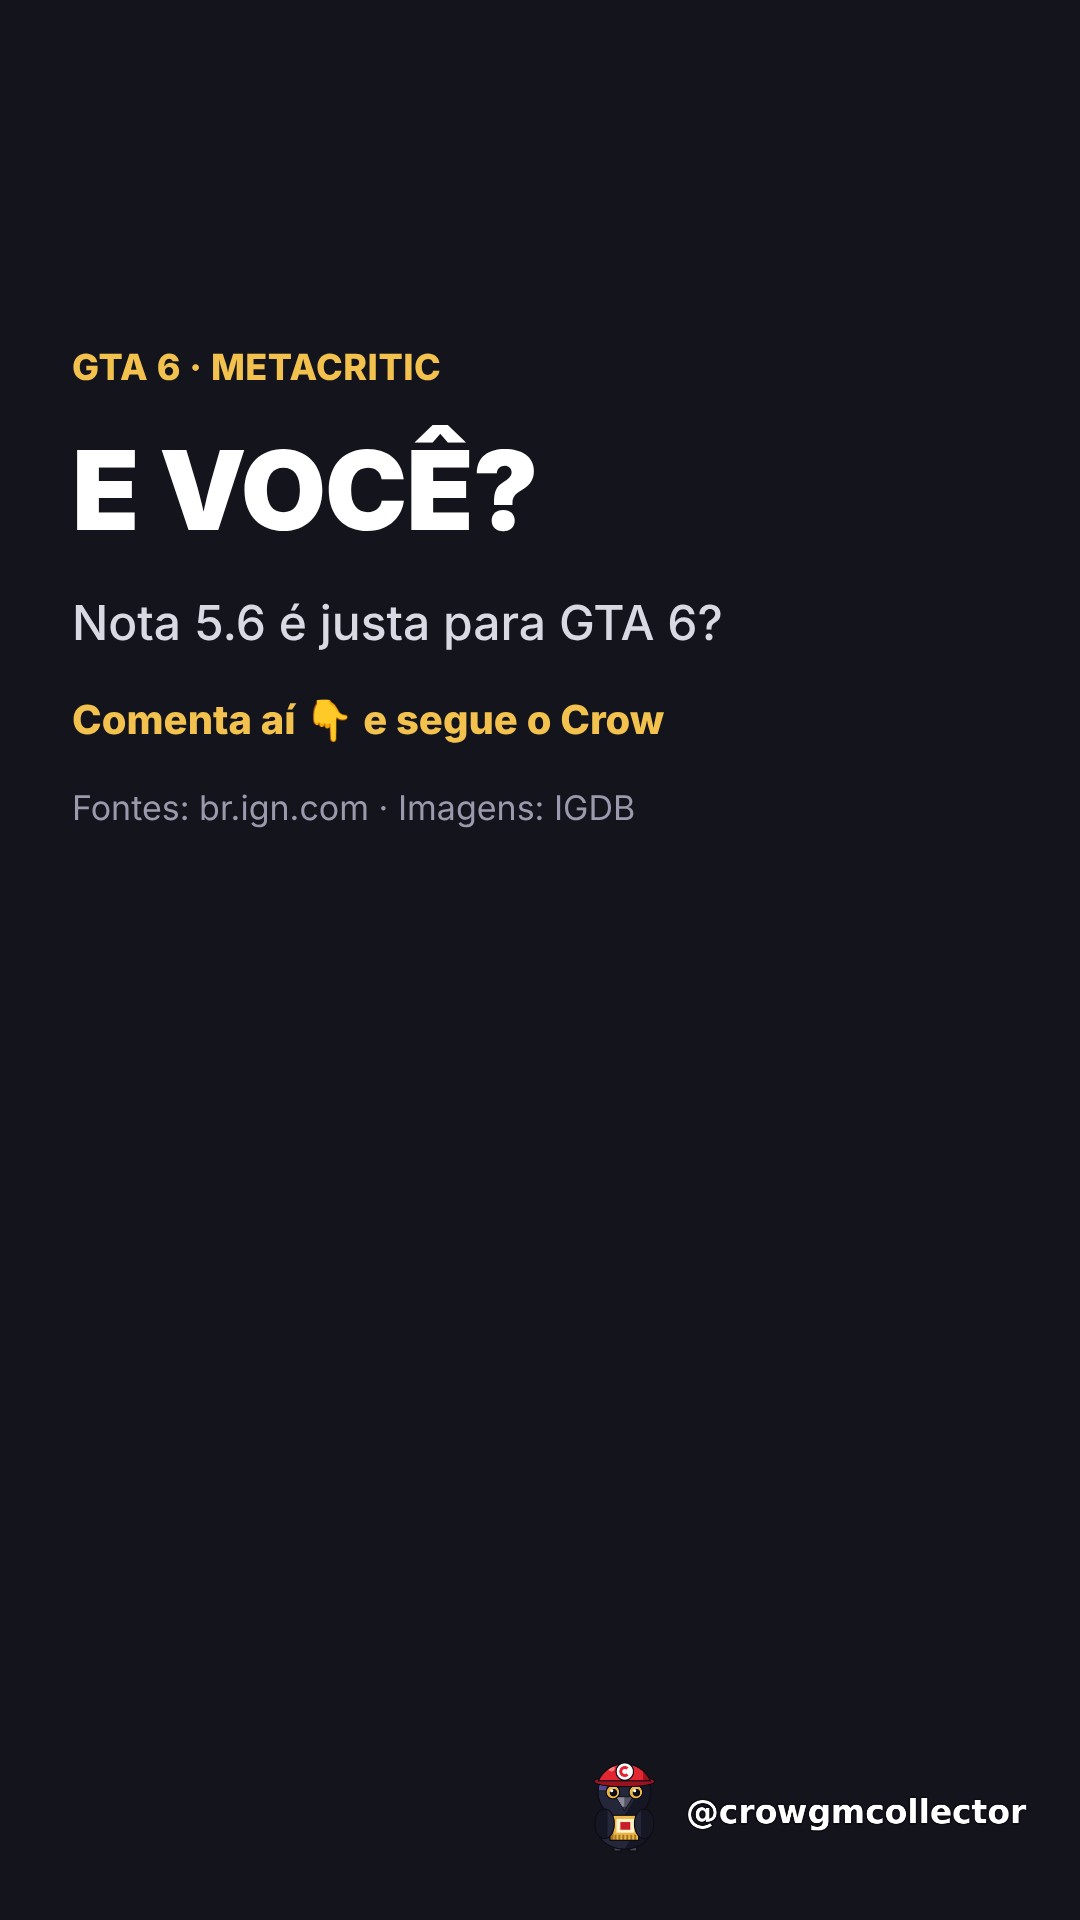 GTA 6 · METACRITIC
E VOCÊ?
Nota 5.6 é justa para GTA 6?
Comenta aí 👇 e segue o Crow
Fontes: br.ign.com · Imagens: IGDB
C
@crowgmcollector